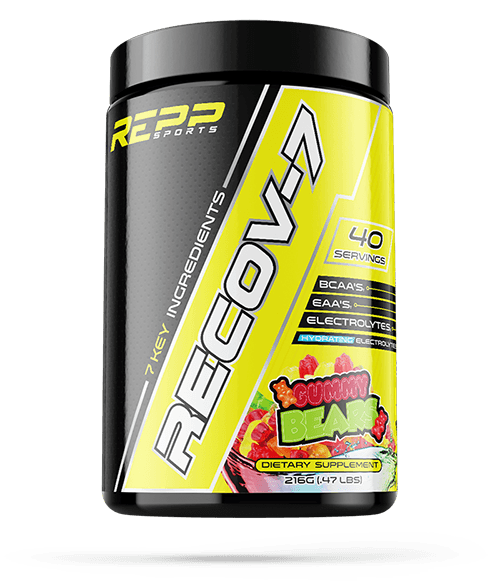 REPP
SPORTS
7 KEY INGREDIENTS
RECOV-7
40
SERVINGS
BCAA'S
EAA'S
ELECTROLYTES
HYDRATING ELECTROLYTE
GUMMY
BEARS
DIETARY SUPPLEMENT
216G (.47 LBS)